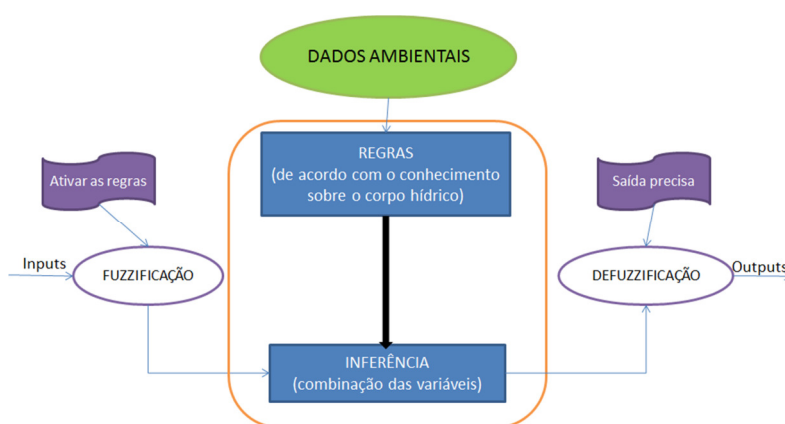 DADOS AMBIENTAIS
REGRAS
(de acordo com o conhecimento
sobre o corpo hídrico)
Ativar as regras
Saída precisa
Inputs
FUZZIFICAÇÃO
DEFUZZIFICAÇÃO
Outputs
INFERÊNCIA
(combinação das variáveis)